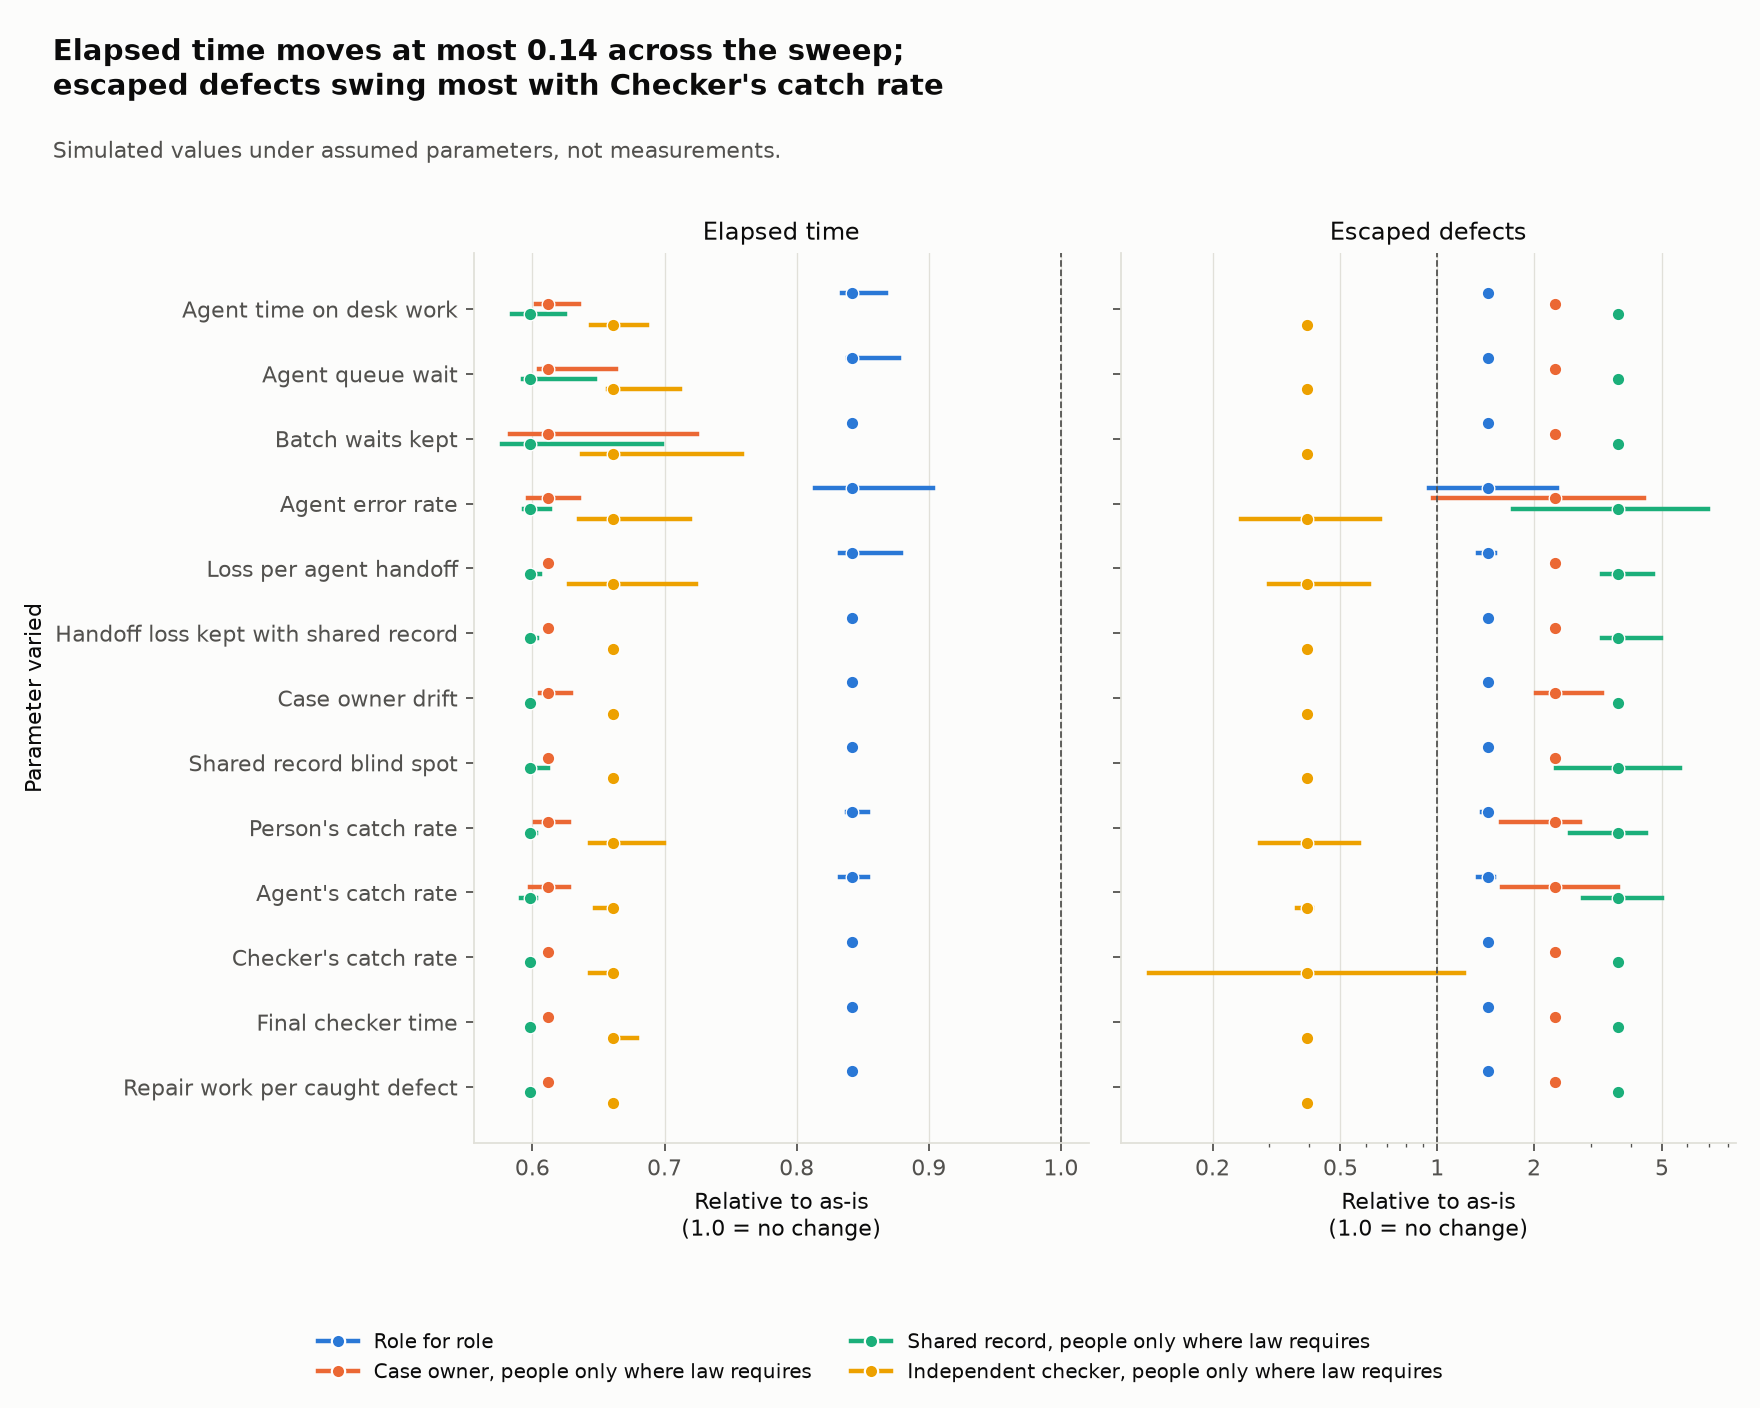 Elapsed time moves at most 0.14 across the sweep;
escaped defects swing most with Checker's catch rate
Simulated values under assumed parameters, not measurements.
Elapsed time
Escaped defects
Parameter varied
Agent time on desk work
Agent queue wait
Batch waits kept
Agent error rate
Loss per agent handoff
Handoff loss kept with shared record
Case owner drift
Shared record blind spot
Person's catch rate
Agent's catch rate
Checker's catch rate
Final checker time
Repair work per caught defect
0.6 0.7 0.8 0.9 1.0
0.2 0.5 1 2 5
Relative to as-is
(1.0 = no change)
Relative to as-is
(1.0 = no change)
Role for role
Case owner, people only where law requires
Shared record, people only where law requires
Independent checker, people only where law requires